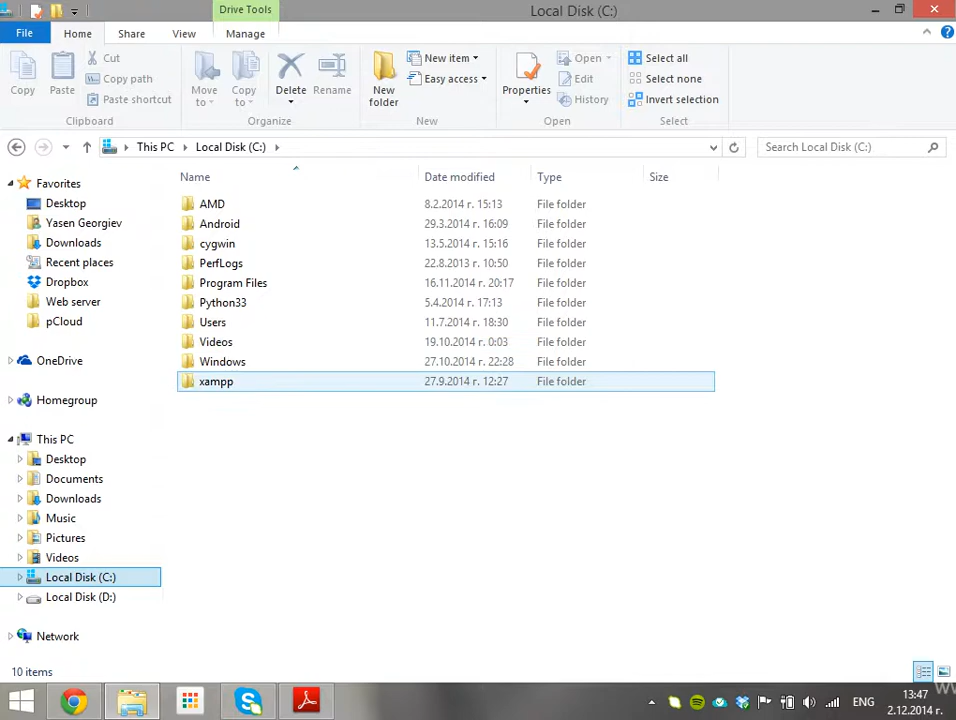 Drive Tools
Local Disk (C:)
File Home Share View Manage
Copy
Paste
Cut
Copy path
Paste shortcut
Clipboard
Move to
Copy to
Delete
Rename
Organize
New folder
New item
Easy access
New
Properties
Open
Edit
History
Open
Select all
Select none
Invert selection
Select
This PC Local Disk (C:)
Search Local Disk (C:)
Favorites
Desktop
Yasen Georgiev
Downloads
Recent places
Dropbox
Web server
pCloud
OneDrive
Homegroup
This PC
Desktop
Documents
Downloads
Music
Pictures
Videos
Local Disk (C:)
Local Disk (D:)
Network
Name Date modified Type Size
AMD 8.2.2014 г. 15:13 File folder
Android 29.3.2014 г. 16:09 File folder
cygwin 13.5.2014 г. 15:16 File folder
PerfLogs 22.8.2013 г. 10:50 File folder
Program Files 16.11.2014 г. 20:17 File folder
Python33 5.4.2014 г. 17:13 File folder
Users 11.7.2014 г. 18:30 File folder
Videos 19.10.2014 г. 0:03 File folder
Windows 27.10.2014 г. 22:28 File folder
xampp 27.9.2014 г. 12:27 File folder
10 items
ENG
13:47
2.12.2014 г.